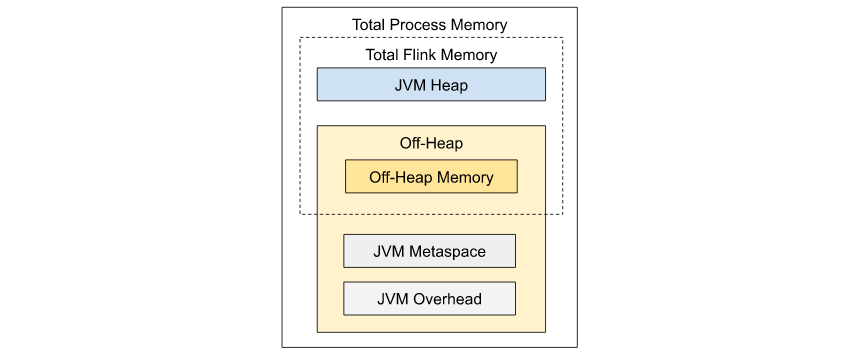 Total Process Memory
Total Flink Memory
JVM Heap
Off-Heap
Off-Heap Memory
JVM Metaspace
JVM Overhead